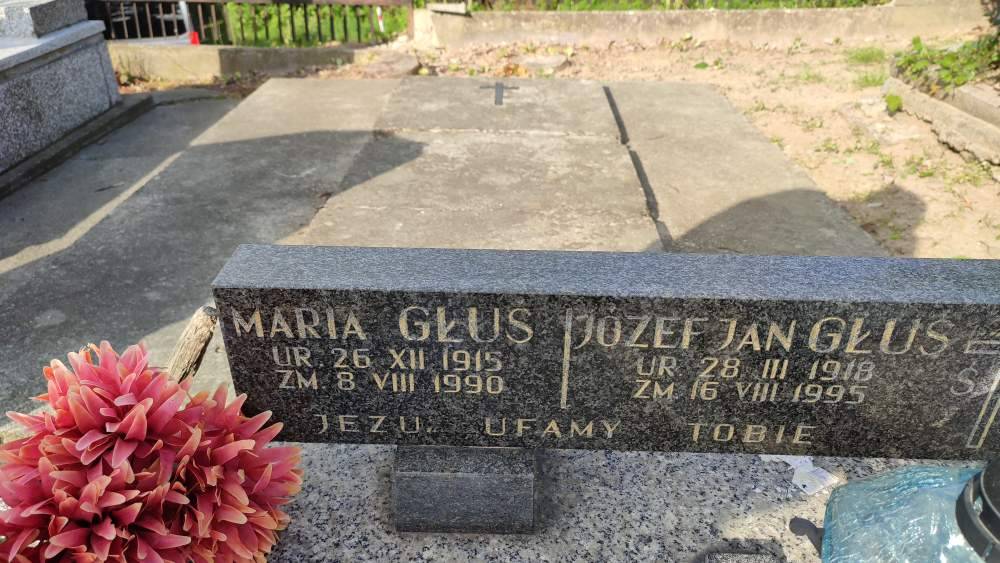 MARIA GŁUS
UR. 26 XII 1915
ZM 8 VIII 1990
JÓZEF JAN GŁUS
UR 28 III 1918
ZM 16 VIII 1995
JEZU. UFAMY TOBIE